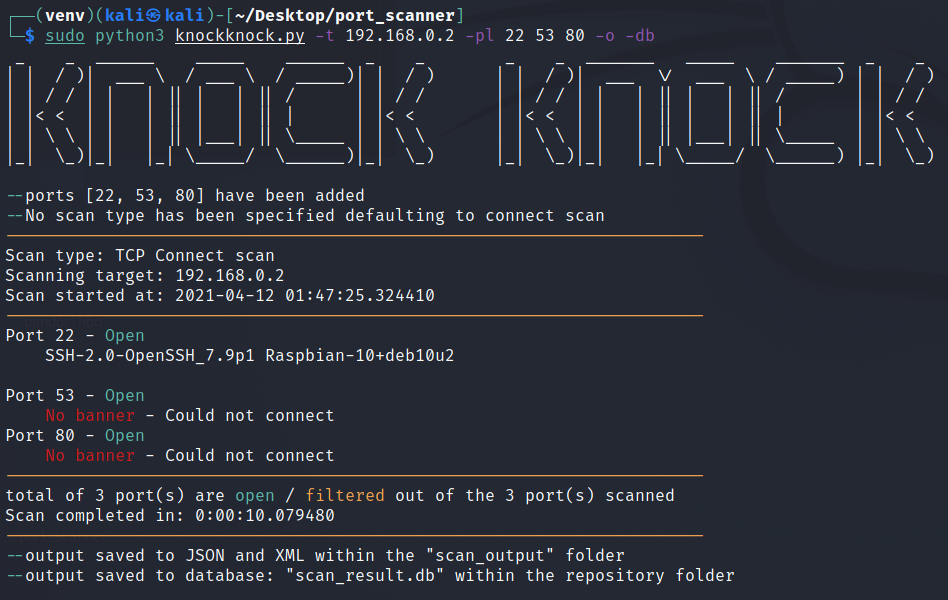 (venv)(kali㉿kali)-[~/Desktop/port_scanner]
$ sudo python3 knockknock.py -t 192.168.0.2 -pl 22 53 80 -o -db
KNOCK KNOCK
--ports [22, 53, 80] have been added
--No scan type has been specified defaulting to connect scan
Scan type: TCP Connect scan
Scanning target: 192.168.0.2
Scan started at: 2021-04-12 01:47:25.324410
Port 22 - Open
SSH-2.0-OpenSSH_7.9p1 Raspbian-10+deb10u2
Port 53 - Open
No banner - Could not connect
Port 80 - Open
No banner - Could not connect
total of 3 port(s) are open / filtered out of the 3 port(s) scanned
Scan completed in: 0:00:10.079480
--output saved to JSON and XML within the "scan_output" folder
--output saved to database: "scan_result.db" within the repository folder